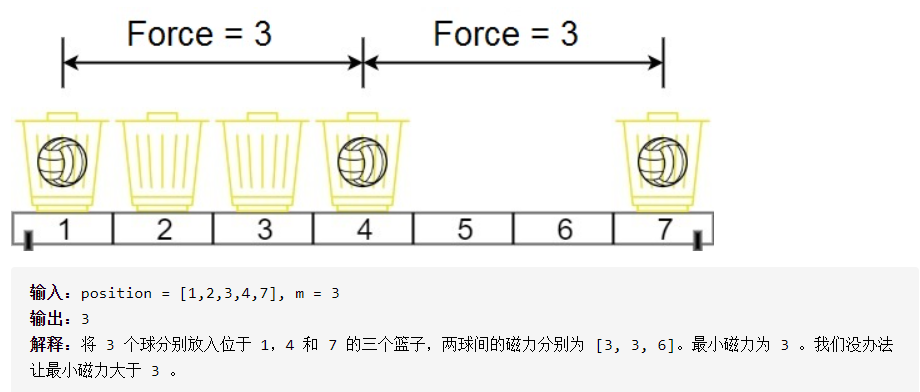 Force = 3 Force = 3
1 2 3 4 5 6 7
输入：position = [1,2,3,4,7], m = 3
输出：3
解释：将 3 个球分别放入位于 1，4 和 7 的三个篮子，两球间的磁力分别为 [3, 3, 6]。最小磁力为 3 。我们没办法
让最小磁力大于 3 。